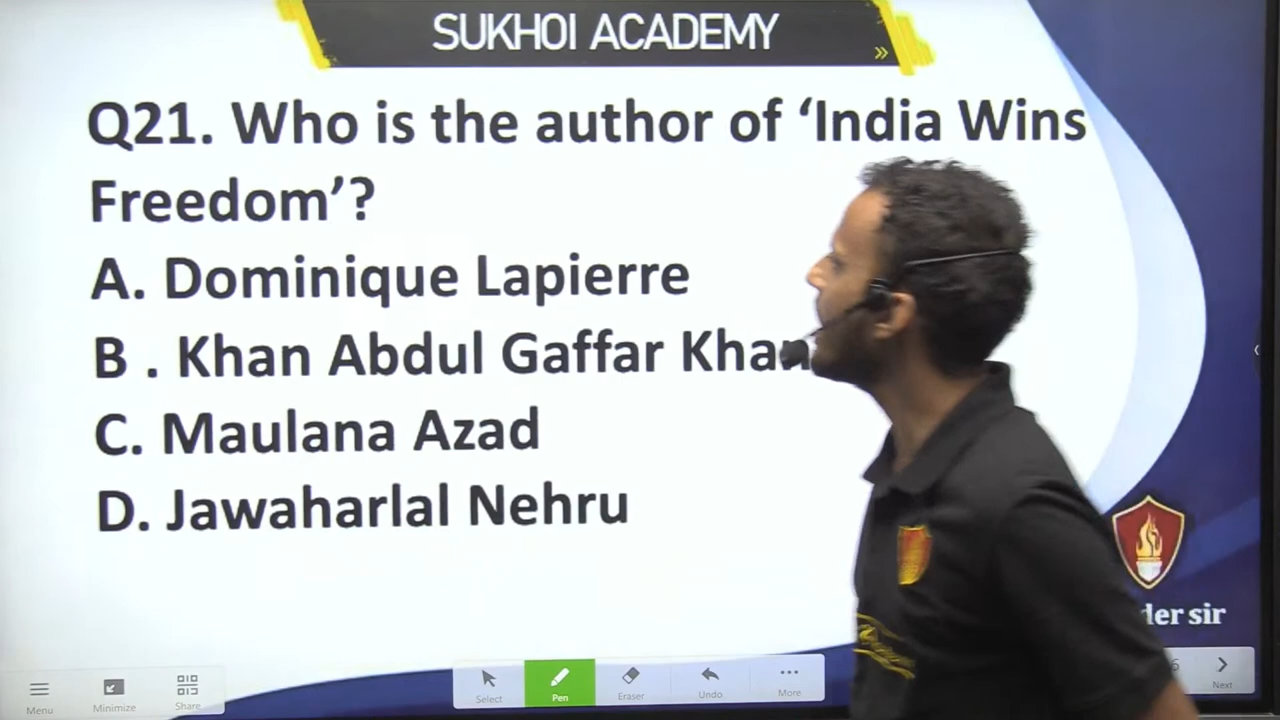 SUKHOI ACADEMY
Q21. Who is the author of ‘India Wins
Freedom’?
A. Dominique Lapierre
B . Khan Abdul Gaffar Khan
C. Maulana Azad
D. Jawaharlal Nehru
sir
Menu
Minimize
Share
Select
Pen
Eraser
Undo
More
Next